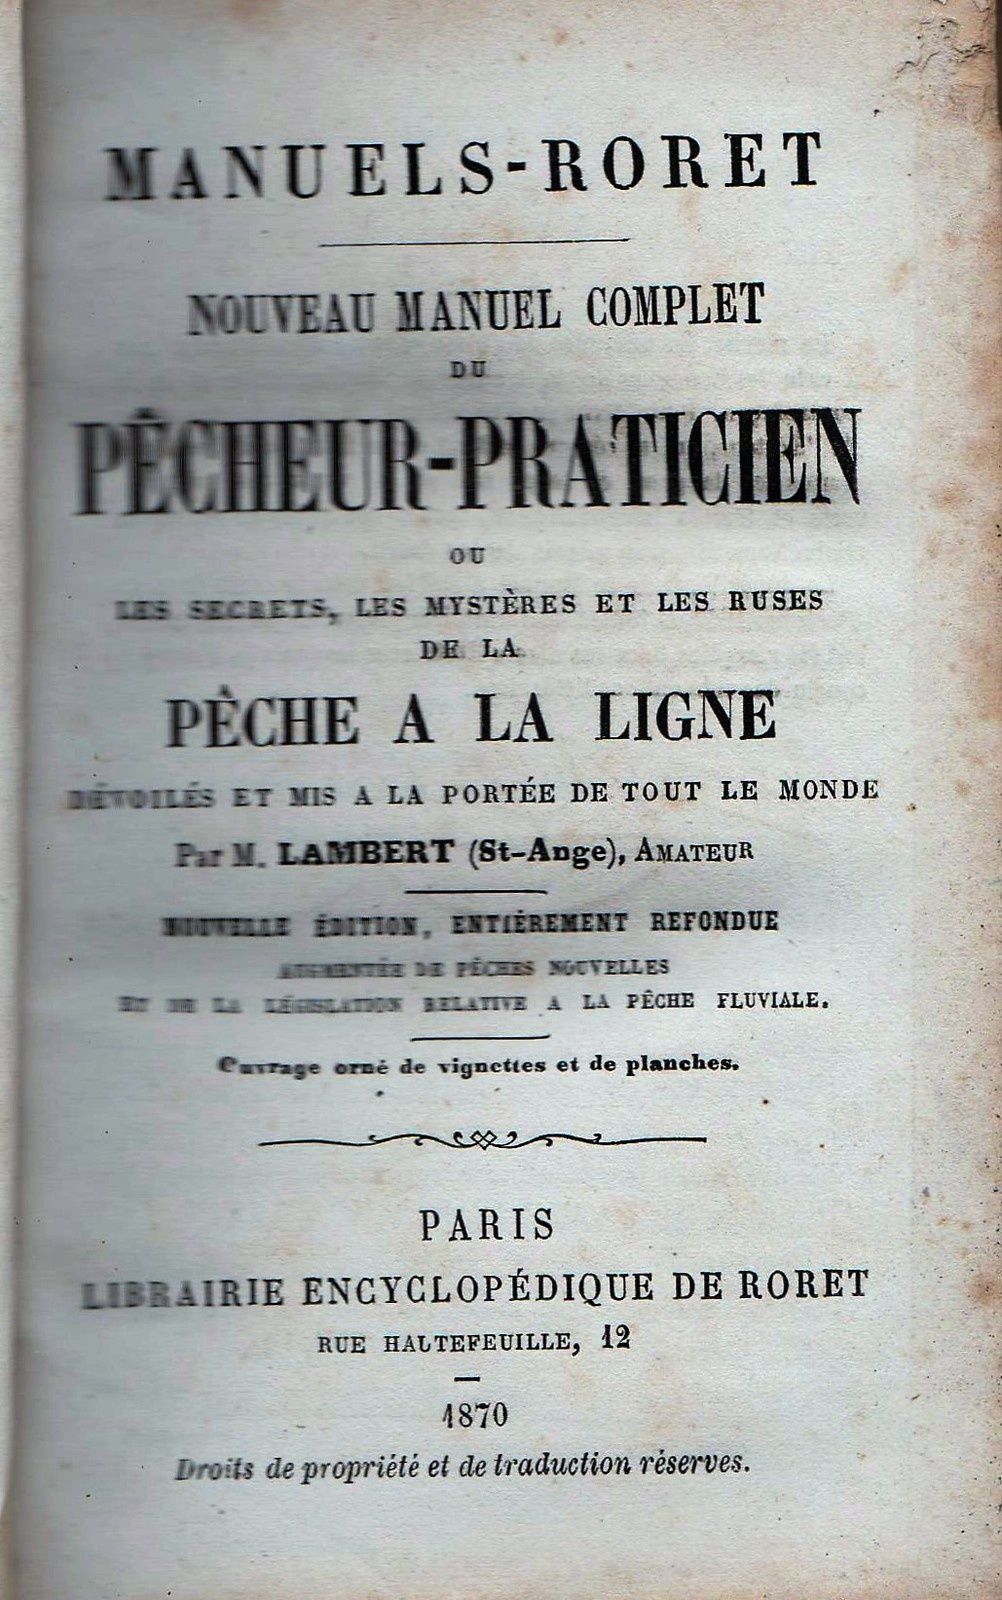 MANUELS-RORET
NOUVEAU MANUEL COMPLET
DU
PÊCHEUR-PRATICIEN
OU
LES SECRETS, LES MYSTÈRES ET LES RUSES
DE LA
PÊCHE A LA LIGNE
DÉVOILÉS ET MIS A LA PORTÉE DE TOUT LE MONDE
Par M. LAMBERT (St-Ange), AMATEUR
NOUVELLE ÉDITION, ENTIÈREMENT REFONDUE
AUGMENTÉE DE PÊCHES NOUVELLES
ET DE LA LÉGISLATION RELATIVE A LA PÊCHE FLUVIALE.
Ouvrage orné de vignettes et de planches.
PARIS
LIBRAIRIE ENCYCLOPÉDIQUE DE RORET
RUE HALTEFEUILLE, 12
1870
Droits de propriété et de traduction réserves.